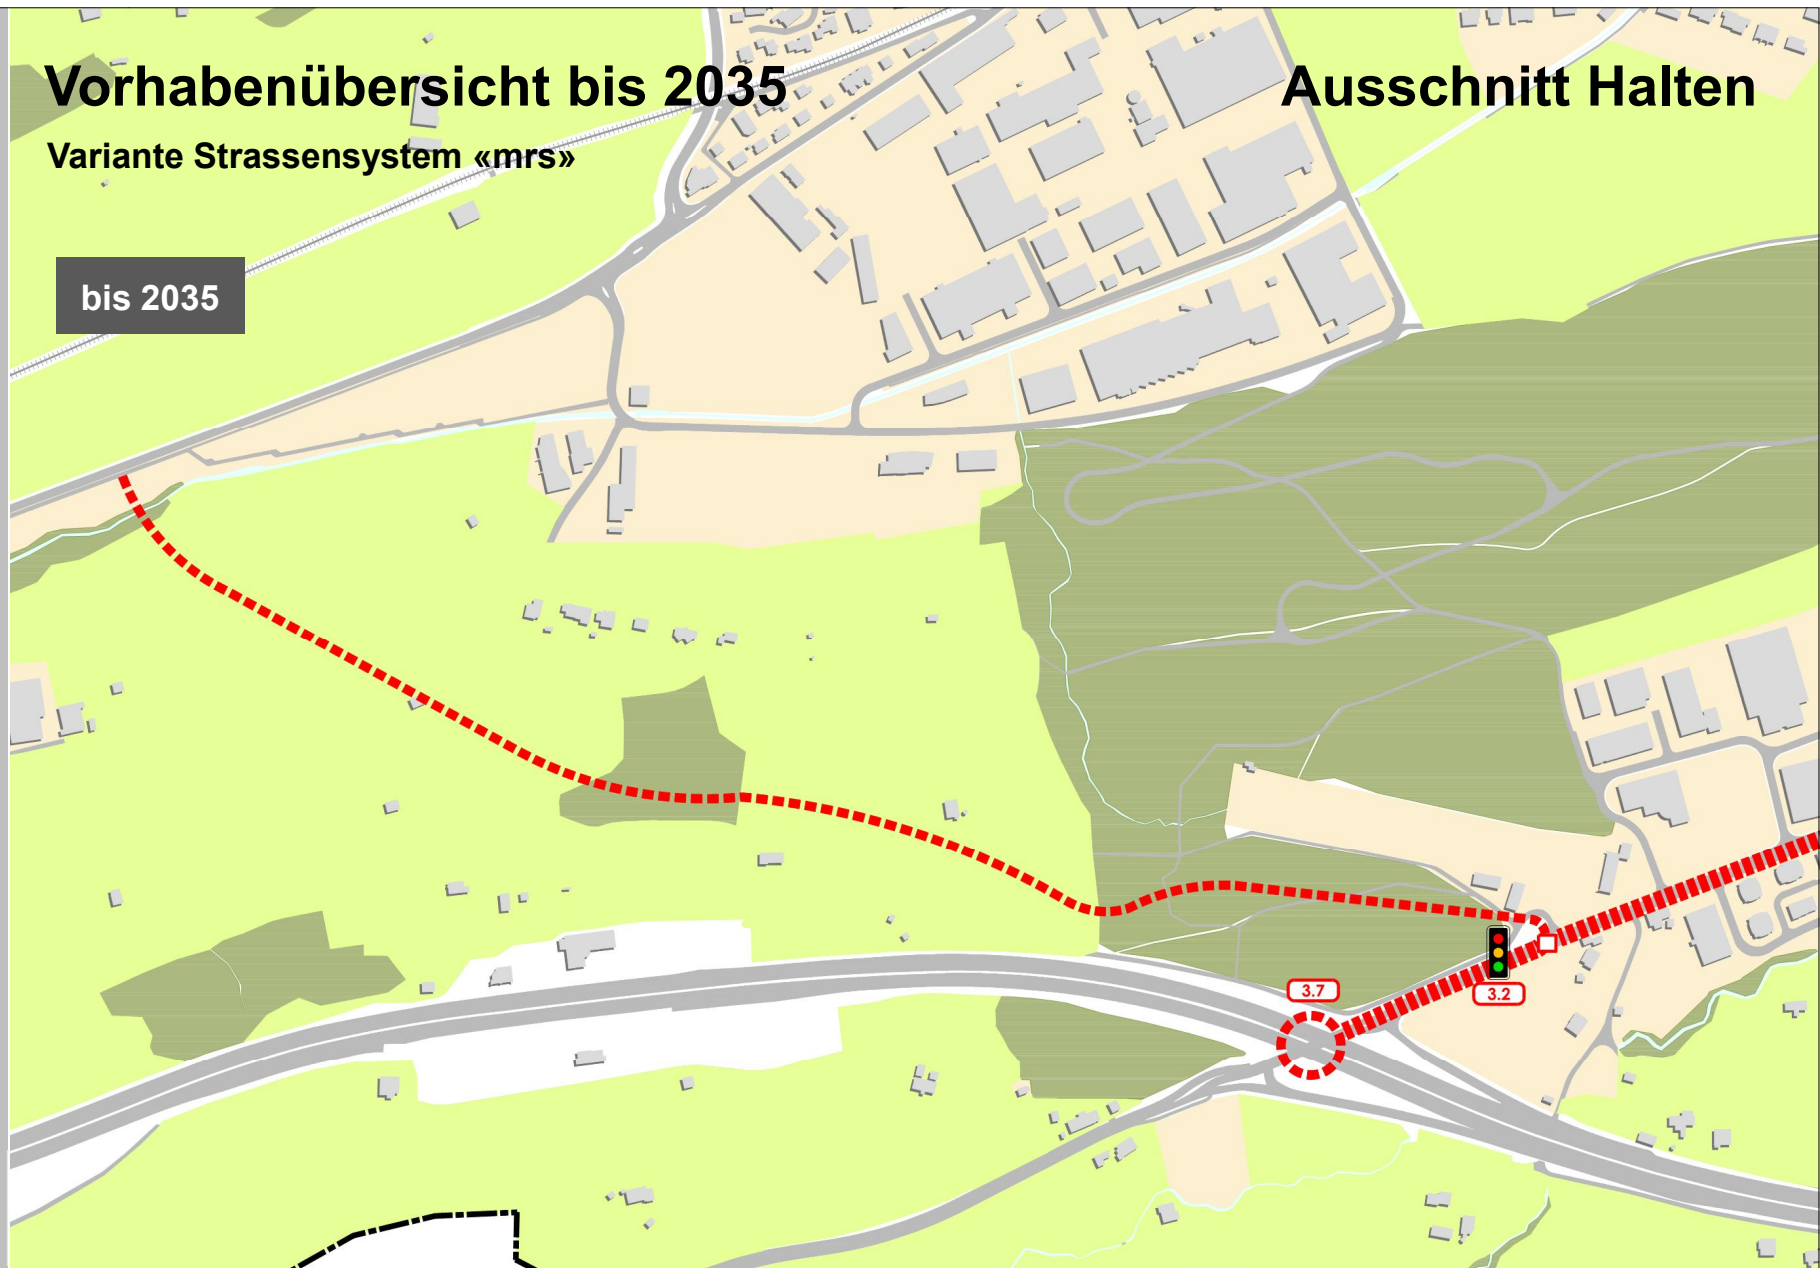 Vorhabenübersicht bis 2035
Ausschnitt Halten
Variante Strassensystem «mrs»
bis 2035
3.7
3.2